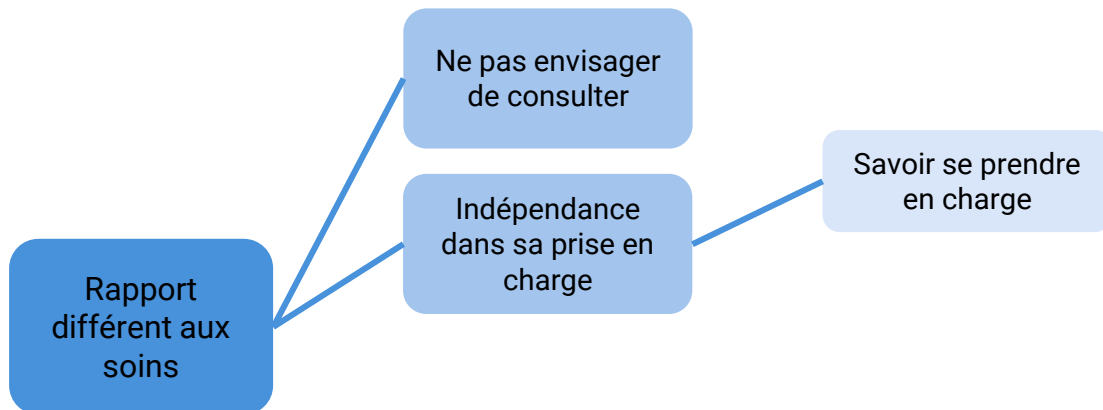 Ne pas envisager
de consulter
Savoir se prendre
en charge
Indépendance
dans sa prise en
charge
Rapport
différent aux
soins